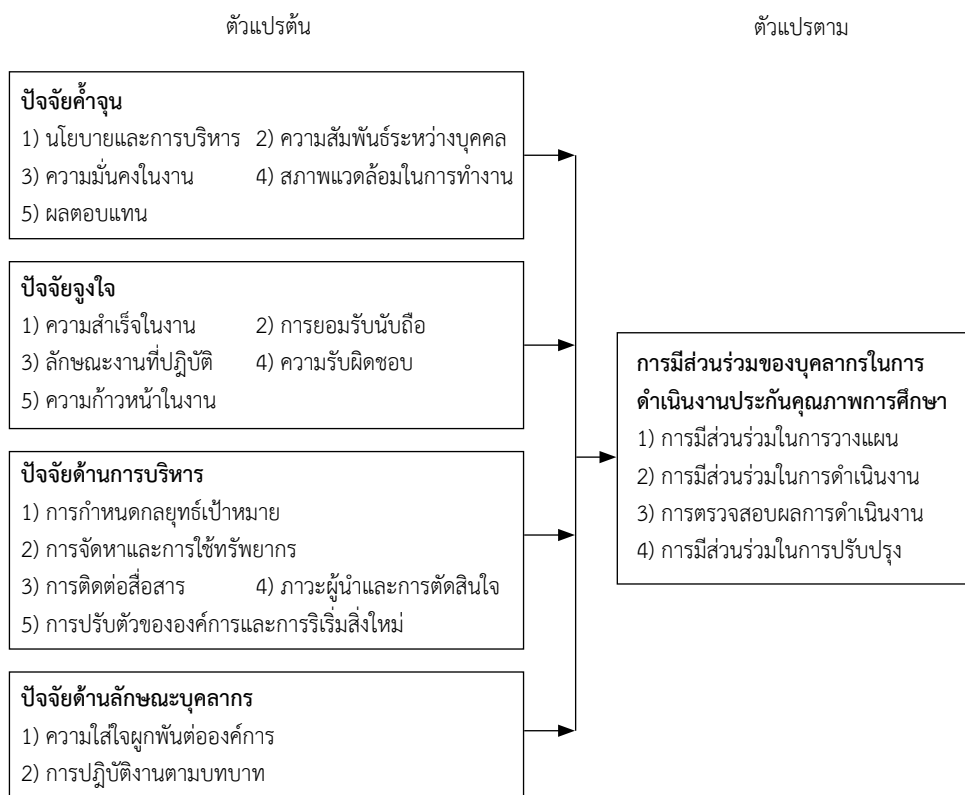 ตัวแปรต้น ตัวแปรตาม
ปัจจัยค้ำจุน
1) นโยบายและการบริหาร 2) ความสัมพันธ์ระหว่างบุคคล
3) ความมั่นคงในงาน 4) สภาพแวดล้อมในการทำงาน
5) ผลตอบแทน
ปัจจัยจูงใจ
1) ความสำเร็จในงาน 2) การยอมรับนับถือ
3) ลักษณะงานที่ปฏิบัติ 4) ความรับผิดชอบ
5) ความก้าวหน้าในงาน
ปัจจัยด้านการบริหาร
1) การกำหนดกลยุทธ์เป้าหมาย
2) การจัดหาและการใช้ทรัพยากร
3) การติดต่อสื่อสาร 4) ภาวะผู้นำและการตัดสินใจ
5) การปรับตัวขององค์การและการริเริ่มสิ่งใหม่
ปัจจัยด้านลักษณะบุคลากร
1) ความใส่ใจผูกพันต่อองค์การ
2) การปฏิบัติงานตามบทบาท
การมีส่วนร่วมของบุคลากรในการ
ดำเนินงานประกันคุณภาพการศึกษา
1) การมีส่วนร่วมในการวางแผน
2) การมีส่วนร่วมในการดำเนินงาน
3) การตรวจสอบผลการดำเนินงาน
4) การมีส่วนร่วมในการปรับปรุง